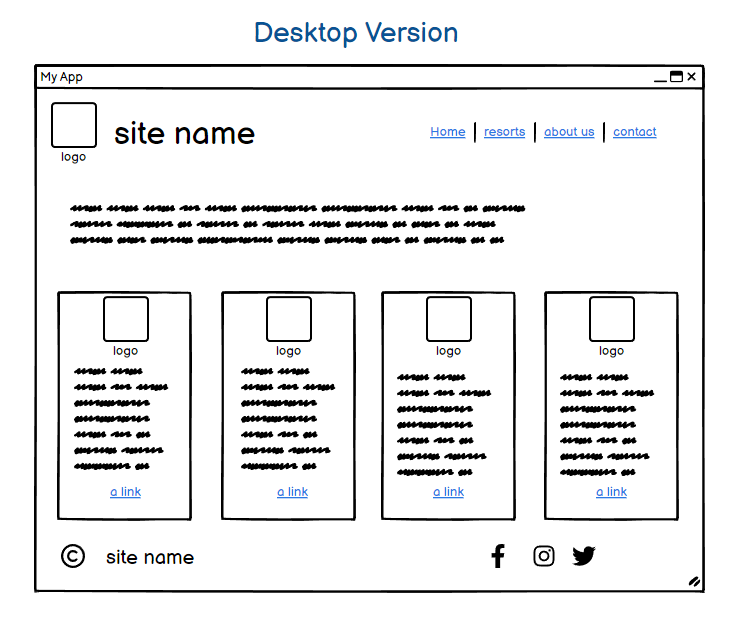 Desktop Version
My App
site name
logo
Home | resorts | about us | contact
logo
logo
logo
logo
a link
a link
a link
a link
© site name